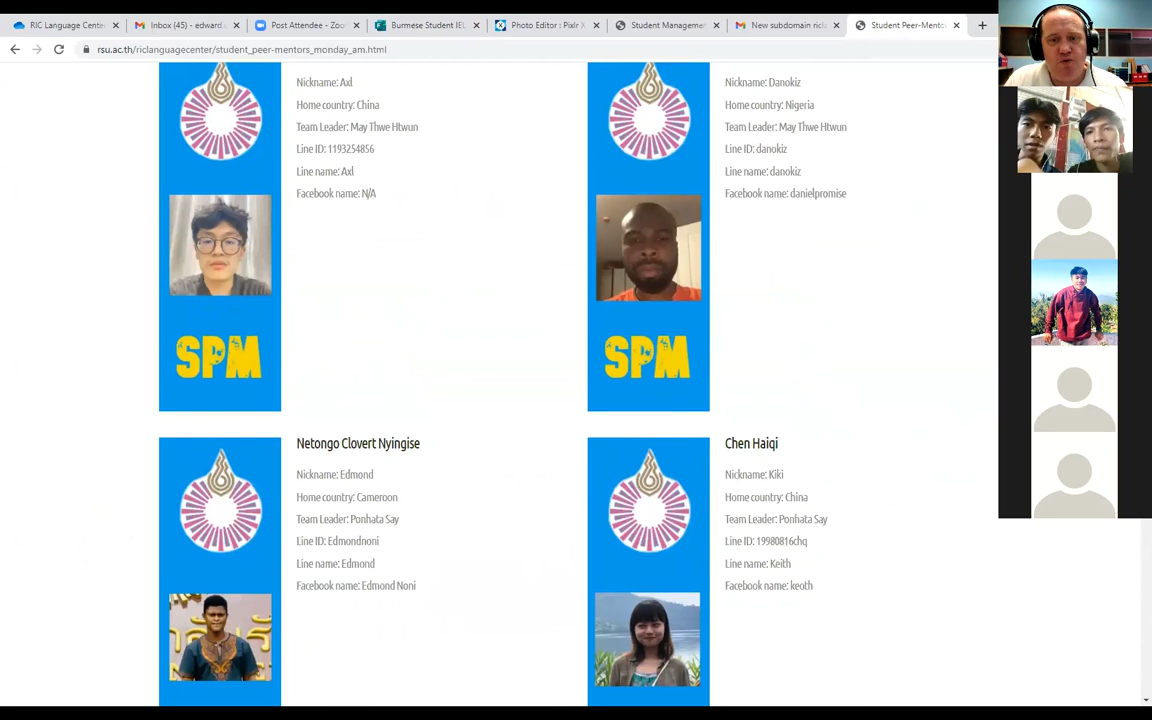 RIC Language Cente
Inbox (45) - edward.
Post Attendee - Zoo
Burmese Student IEL
Photo Editor : Pixlr X
Student Manageme
New subdomain ricl
Student Peer-Mento
rsu.ac.th/riclanguagecenter/student_peer-mentors_monday_am.html
Nickname: Axl
Home country: China
Team Leader: May Thwe Htwun
Line ID: 1193254856
Line name: Axl
Facebook name: N/A
SPM
Nickname: Danokiz
Home country: Nigeria
Team Leader: May Thwe Htwun
Line ID: danokiz
Line name: danokiz
Facebook name: danielpromise
SPM
Netongo Clovert Nyingise
Nickname: Edmond
Home country: Cameroon
Team Leader: Ponhata Say
Line ID: Edmondnoni
Line name: Edmond
Facebook name: Edmond Noni
Chen Haiqi
Nickname: Kiki
Home country: China
Team Leader: Ponhata Say
Line ID: 19980816chq
Line name: Keith
Facebook name: keoth